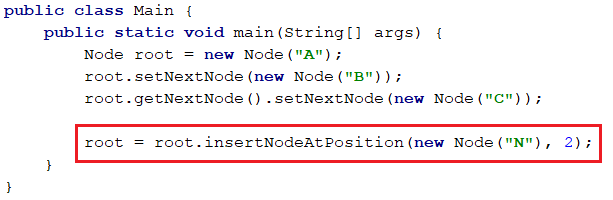 public class Main {
    public static void main(String[] args) {
        Node root = new Node("A");
        root.setNextNode(new Node("B"));
        root.getNextNode().setNextNode(new Node("C"));
        root = root.insertNodeAtPosition(new Node("N"), 2);
    }
}